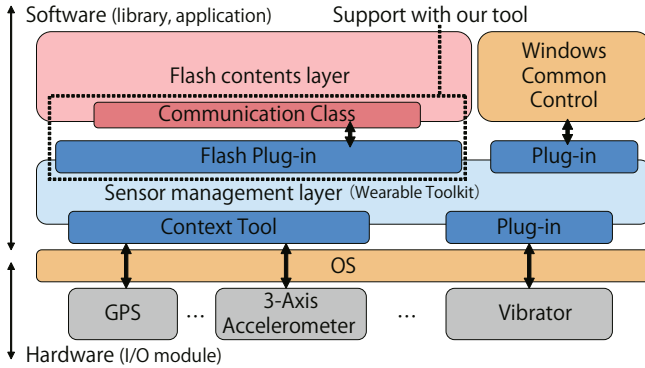 Software (library, application)
Support with our tool
Flash contents layer
Windows
Common
Control
Communication Class
Flash Plug-in
Plug-in
Sensor management layer (Wearable Toolkit)
Context Tool
Plug-in
OS
GPS
...
3-Axis
Accelerometer
...
Vibrator
Hardware (I/O module)